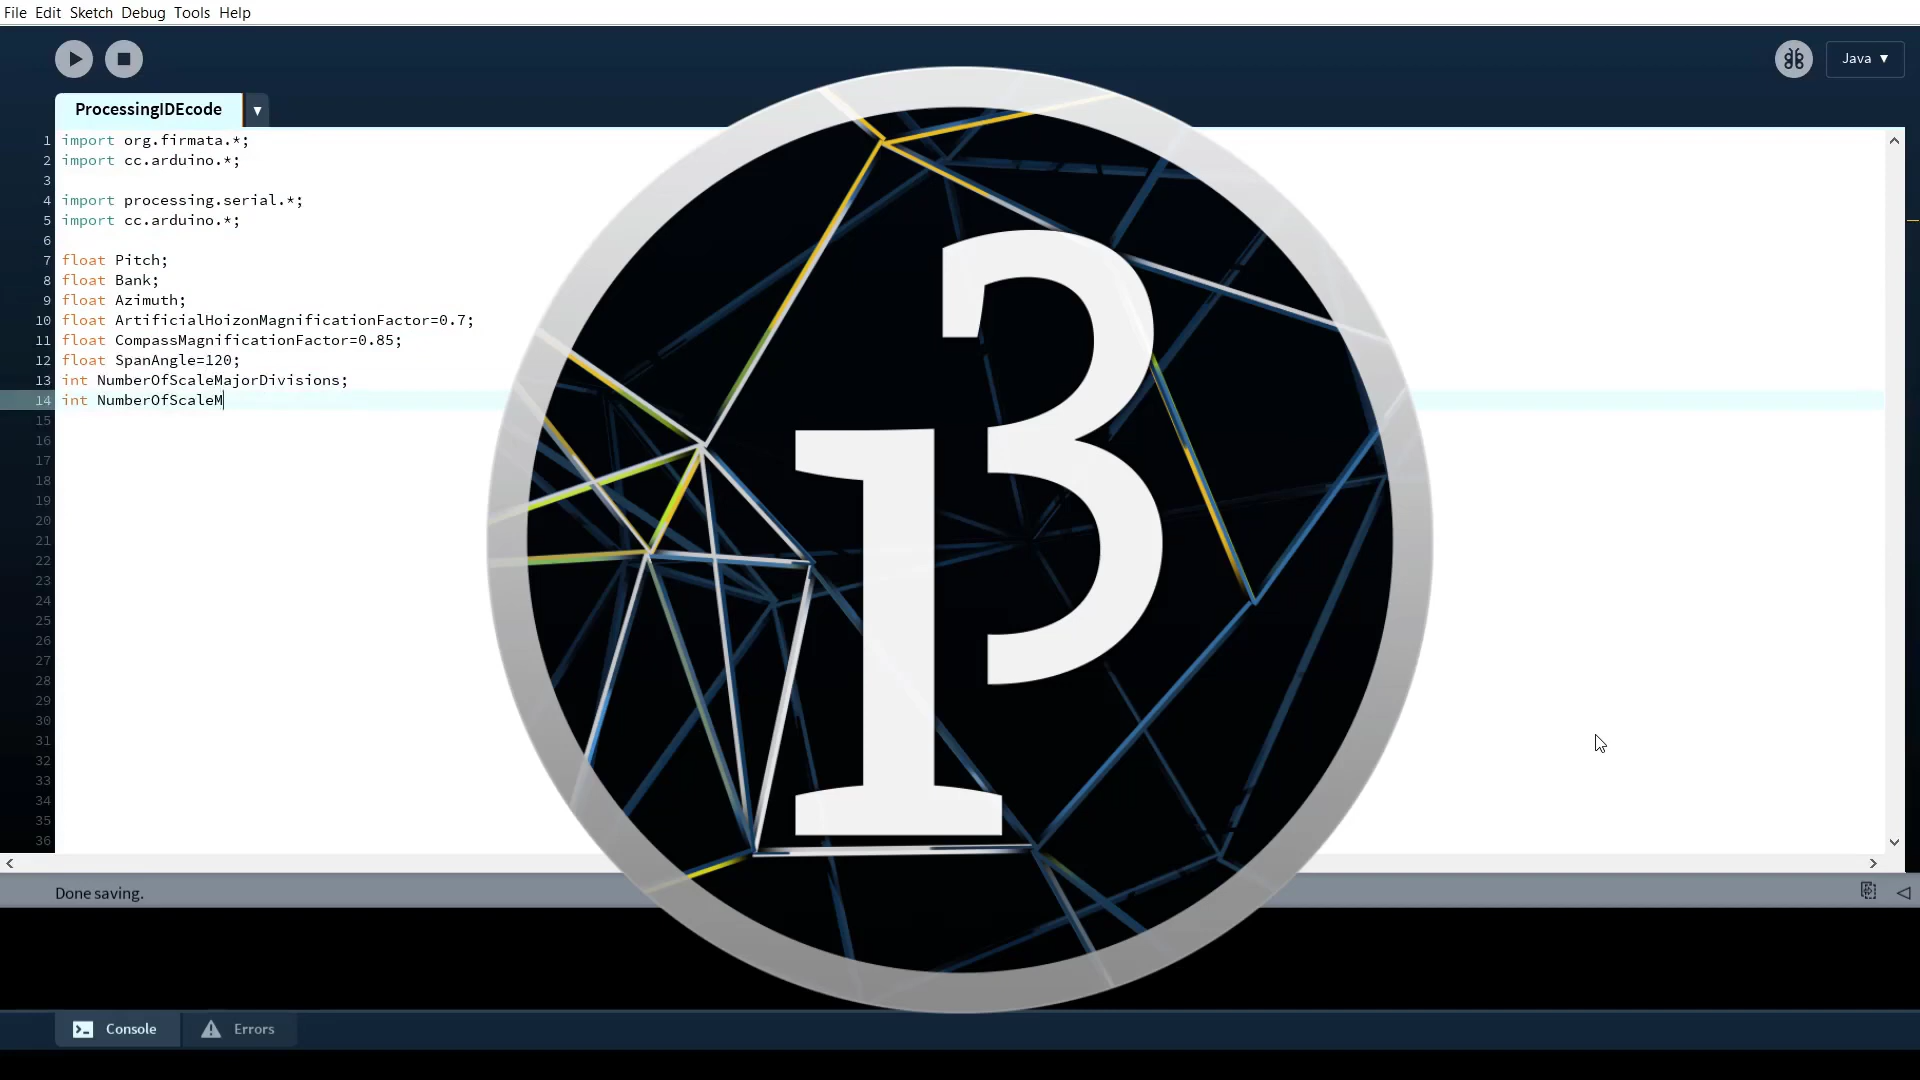 File Edit Sketch Debug Tools Help
Java ▼
ProcessingIDEcode ▼
1 import org.firmata.*;
2 import cc.arduino.*;
3
4 import processing.serial.*;
5 import cc.arduino.*;
6
7 float Pitch;
8 float Bank;
9 float Azimuth;
10 float ArtificialHoizonMagnificationFactor=0.7;
11 float CompassMagnificationFactor=0.85;
12 float SpanAngle=120;
13 int NumberOfScaleMajorDivisions;
14 int NumberOfScaleM
15
16
17
18
19
20
21
22
23
24
25
26
27
28
29
30
31
32
33
34
35
36
3
1
Done saving.
Console Errors